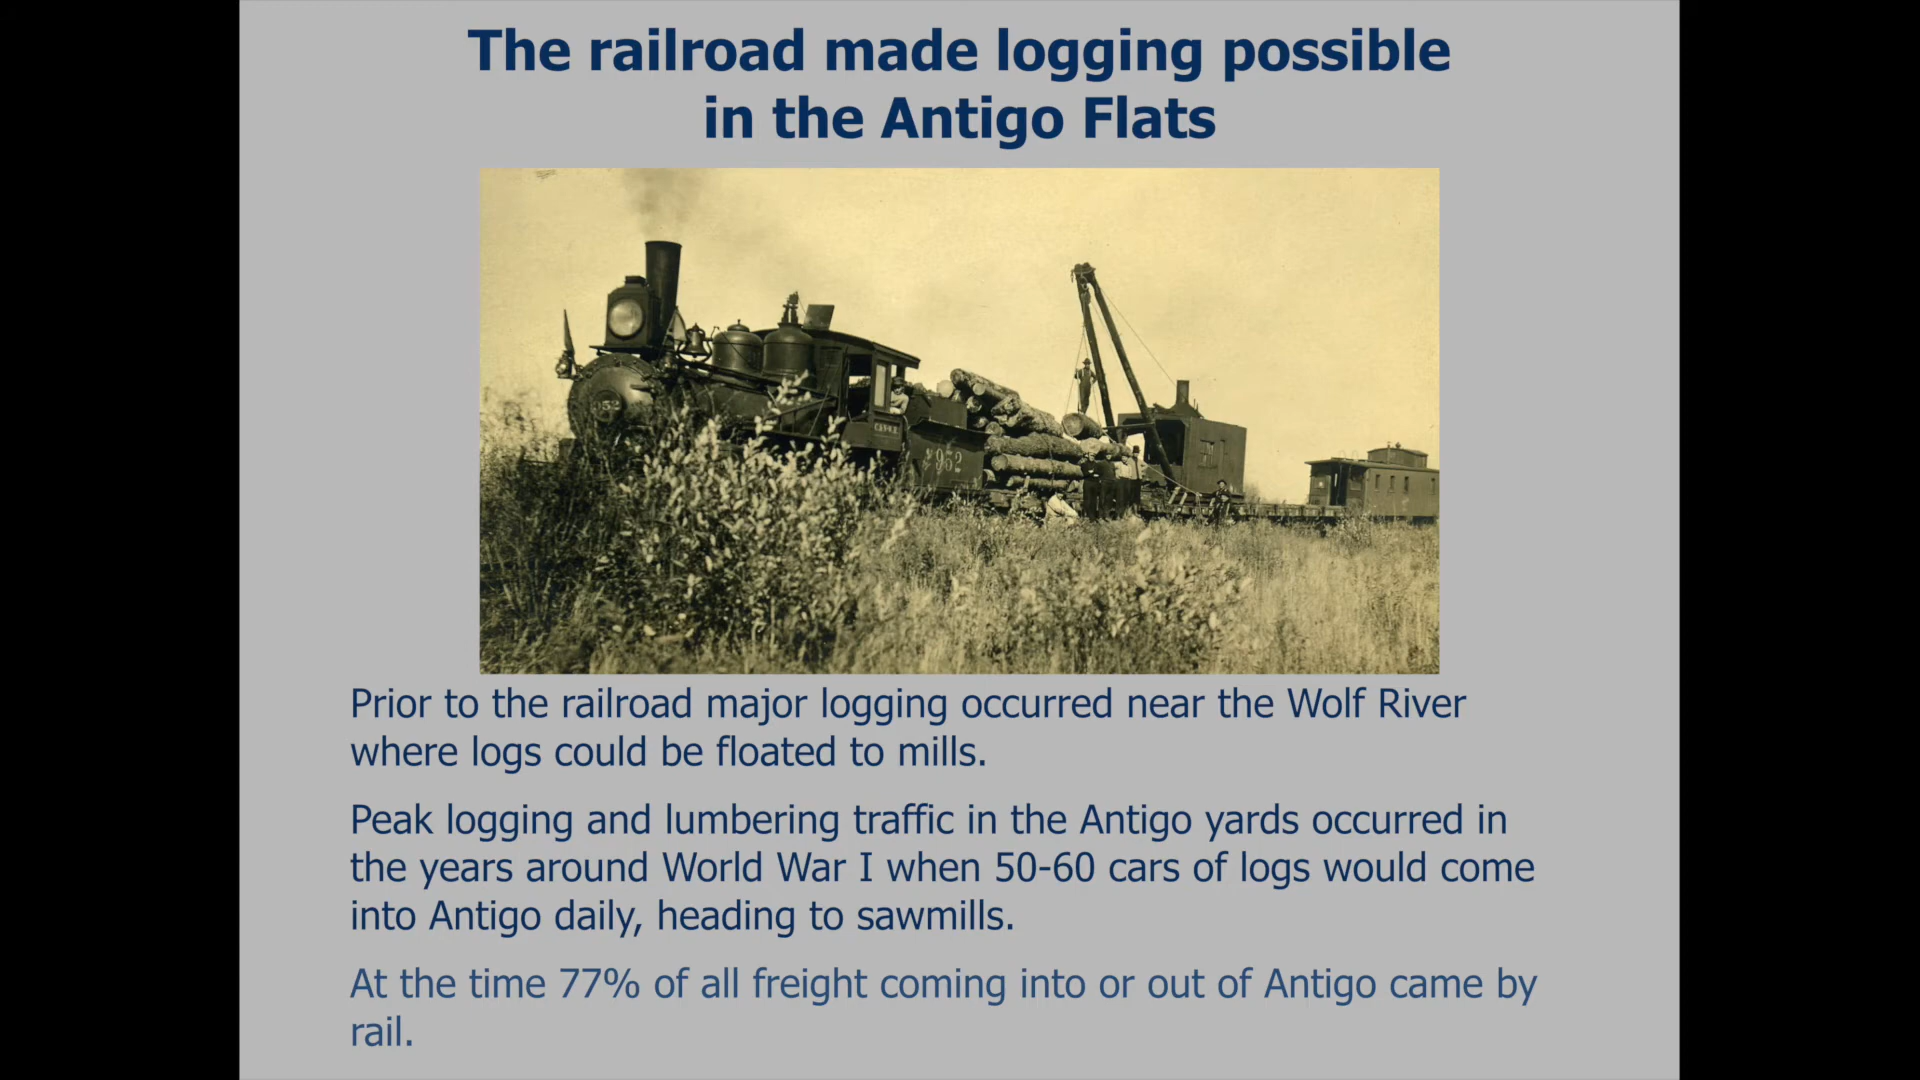 The railroad made logging possible
in the Antigo Flats
952
Prior to the railroad major logging occurred near the Wolf River
where logs could be floated to mills.
Peak logging and lumbering traffic in the Antigo yards occurred in
the years around World War I when 50-60 cars of logs would come
into Antigo daily, heading to sawmills.
At the time 77% of all freight coming into or out of Antigo came by
rail.